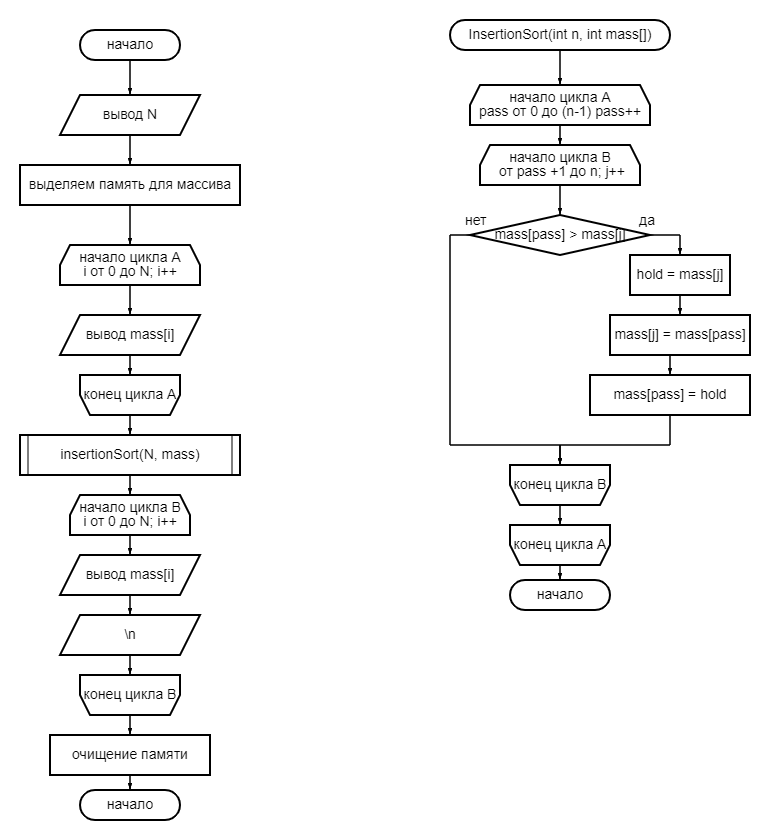 начало
вывод N
выделяем память для массива
начало цикла A
i от 0 до N; i++
вывод mass[i]
конец цикла A
insertionSort(N, mass)
начало цикла B
i от 0 до N; i++
вывод mass[i]
\n
конец цикла B
очищение памяти
начало
InsertionSort(int n, int mass[])
начало цикла A
pass от 0 до (n-1) pass++
начало цикла B
от pass +1 до n; j++
нет
да
mass[pass] > mass[j]
hold = mass[j]
mass[j] = mass[pass]
mass[pass] = hold
конец цикла B
конец цикла A
начало